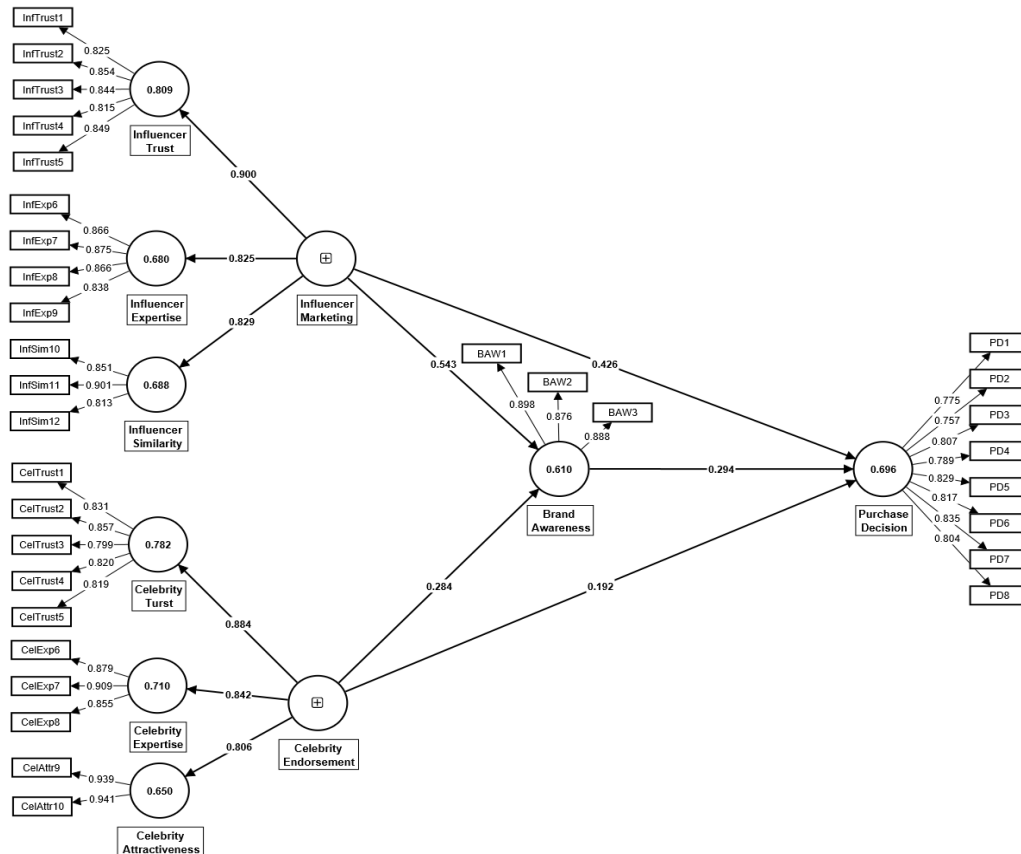 InfTrust1
InfTrust2
InfTrust3
InfTrust4
InfTrust5
0.825
0.854
0.844
0.815
0.849
0.809
Influencer
Trust
0.900
InfExp6
InfExp7
InfExp8
InfExp9
0.866
0.875
0.866
0.838
0.680
Influencer
Expertise
0.825
Influencer
Marketing
0.829
InfSim10
InfSim11
InfSim12
0.851
0.901
0.813
0.688
Influencer
Similarity
0.543
0.426
BAW1
BAW2
BAW3
0.898
0.876
0.888
0.610
Brand
Awareness
0.294
0.696
Purchase
Decision
PD1
PD2
PD3
PD4
PD5
PD6
PD7
PD8
0.775
0.757
0.807
0.789
0.829
0.817
0.835
0.804
CelTrust1
CelTrust2
CelTrust3
CelTrust4
CelTrust5
0.831
0.857
0.799
0.820
0.819
0.782
Celebrity
Turst
0.884
0.284
0.192
CelExp6
CelExp7
CelExp8
0.879
0.909
0.855
0.710
Celebrity
Expertise
0.842
Celebrity
Endorsement
0.806
CelAttr9
CelAttr10
0.939
0.941
0.650
Celebrity
Attractiveness